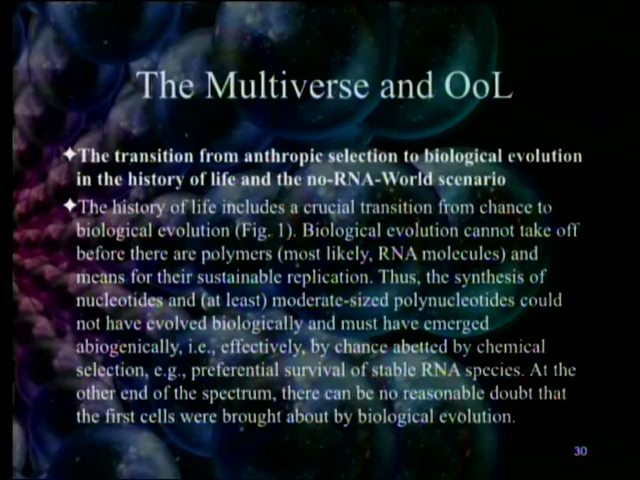 The Multiverse and OoL
✦The transition from anthropic selection to biological evolution
in the history of life and the no-RNA-World scenario
✦The history of life includes a crucial transition from chance to
biological evolution (Fig. 1). Biological evolution cannot take off
before there are polymers (most likely, RNA molecules) and
means for their sustainable replication. Thus, the synthesis of
nucleotides and (at least) moderate-sized polynucleotides could
not have evolved biologically and must have emerged
abiogenically, i.e., effectively, by chance abetted by chemical
selection, e.g., preferential survival of stable RNA species. At the
other end of the spectrum, there can be no reasonable doubt that
the first cells were brought about by biological evolution.
30